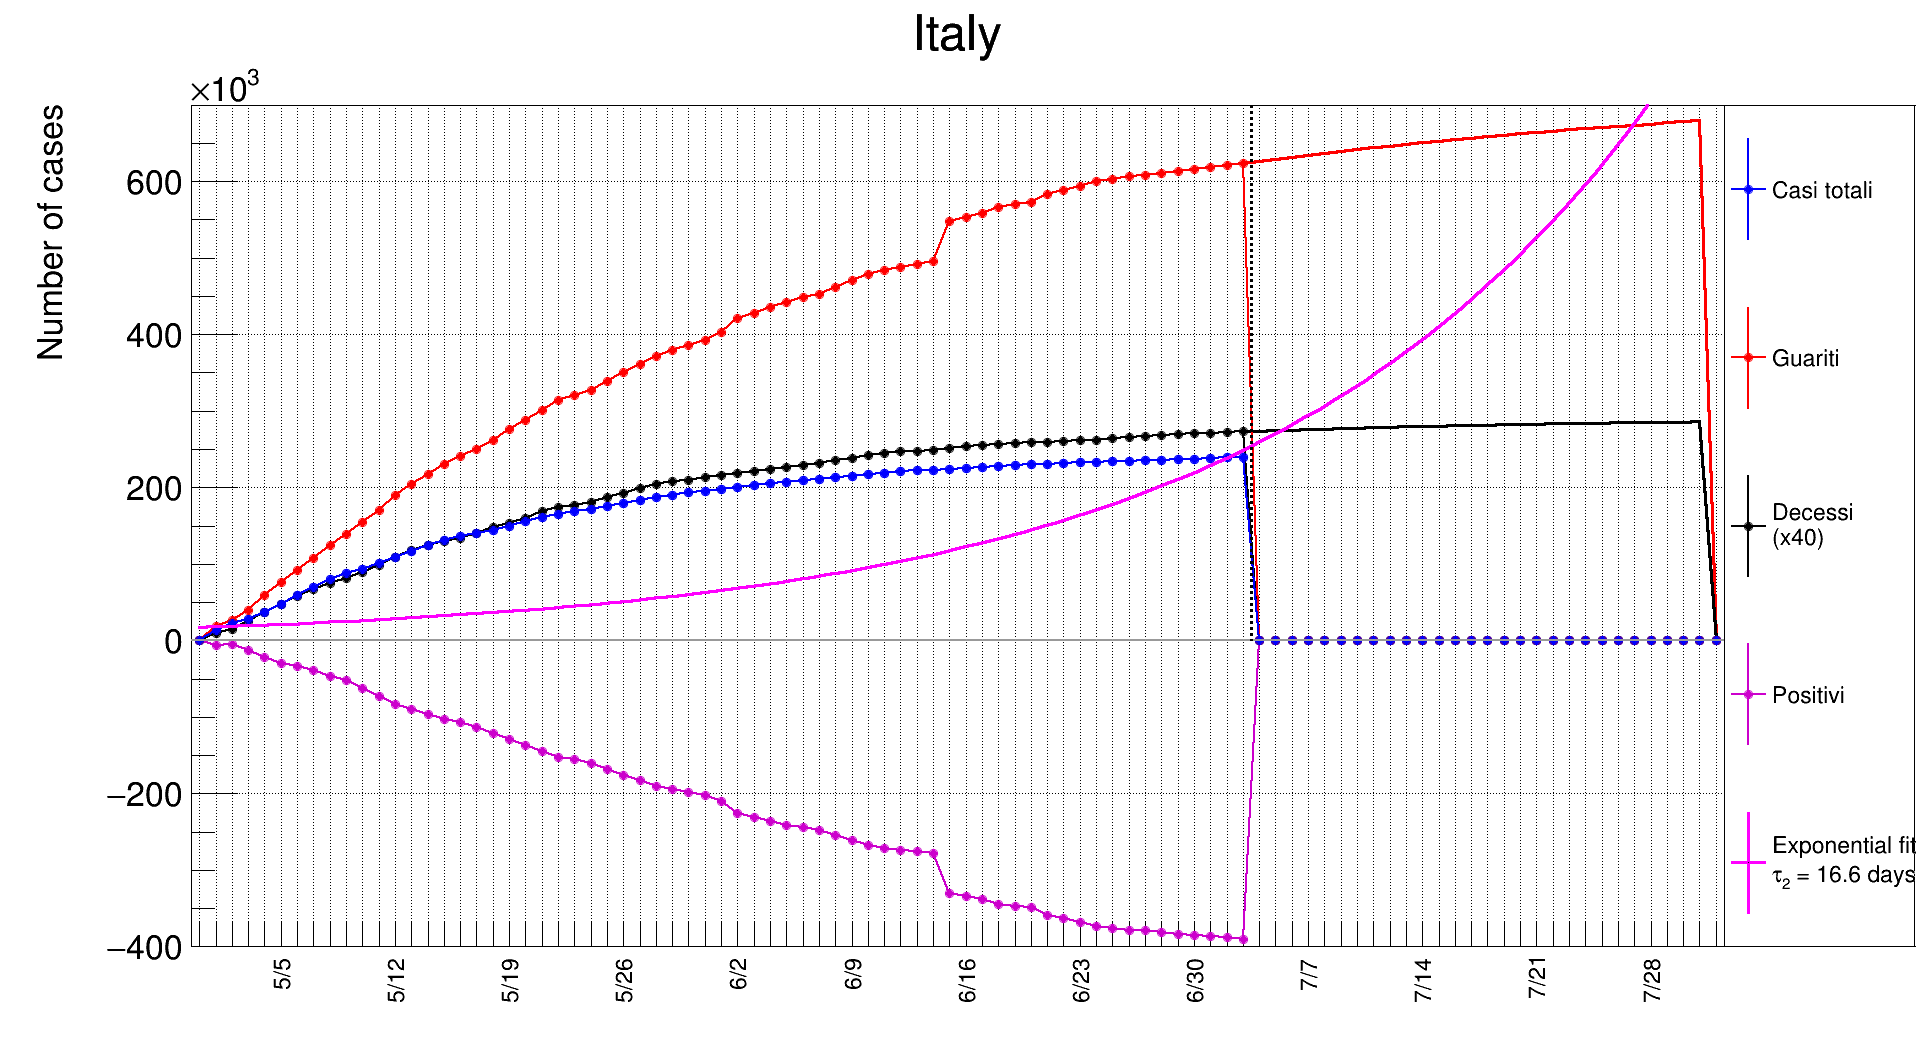 Italy
×10³
Number of cases
600
400
200
0
−200
−400
5/5
5/12
5/19
5/26
6/2
6/9
6/16
6/23
6/30
7/7
7/14
7/21
7/28
Casi totali
Guariti
Decessi
(x40)
Positivi
Exponential fit
τ₂ = 16.6 days